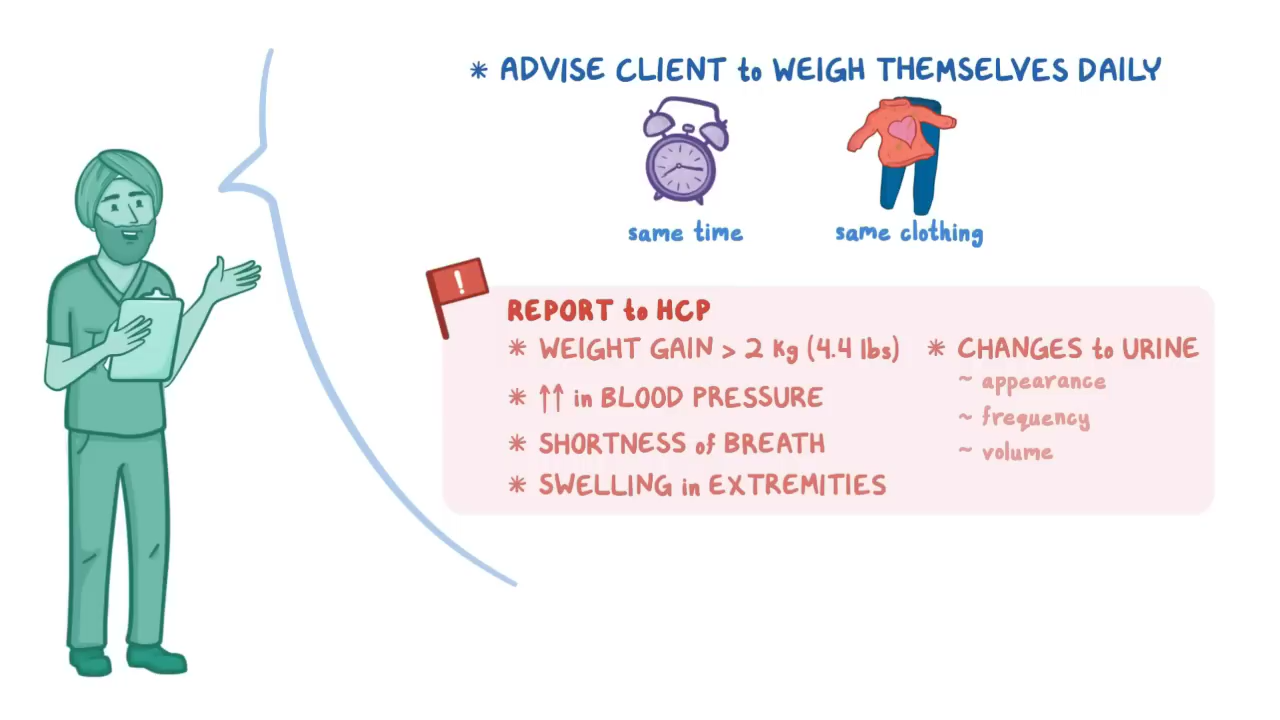 * ADVISE CLIENT to WEIGH THEMSELVES DAILY
same time
same clothing
!
REPORT to HCP
* WEIGHT GAIN > 2 Kg (4.4 lbs)
* ↑↑ in BLOOD PRESSURE
* SHORTNESS of BREATH
* SWELLING in EXTREMITIES
* CHANGES to URINE
~ appearance
~ frequency
~ volume